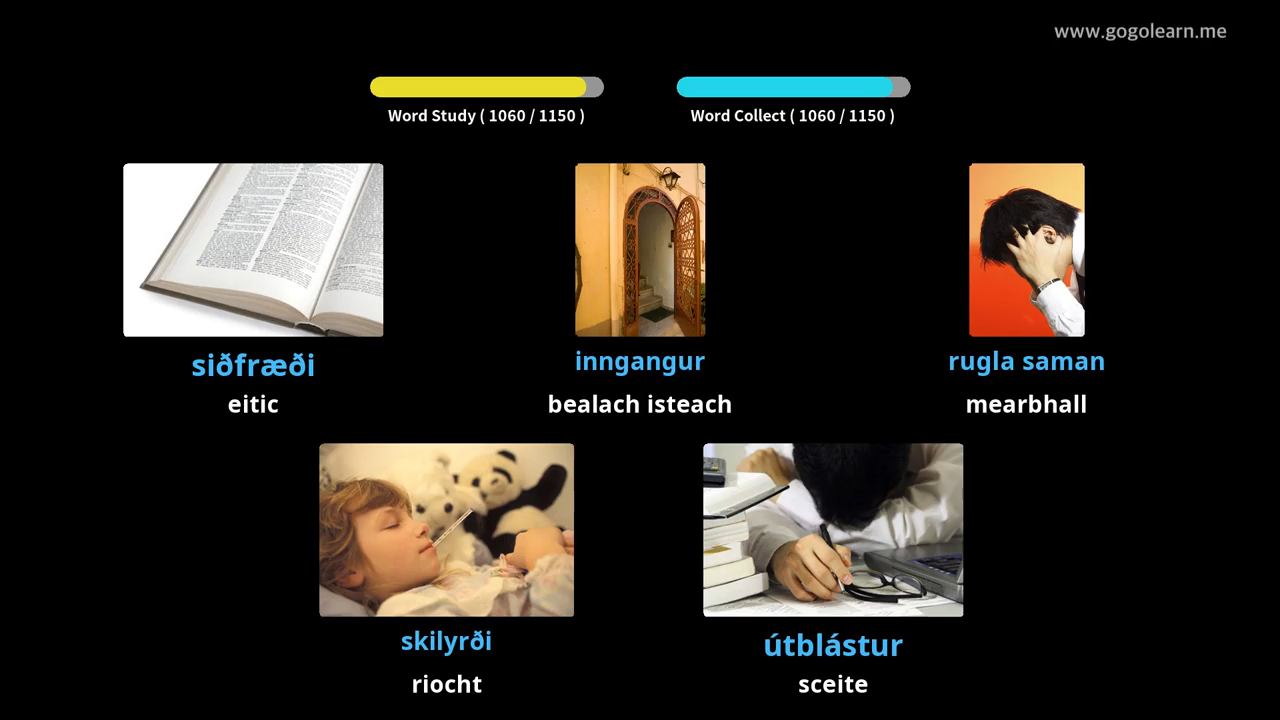 www.gogolearn.me
Word Study ( 1060 / 1150 )
Word Collect ( 1060 / 1150 )
siðfræði
eitic
inngangur
bealach isteach
rugla saman
mearbhall
skilyrði
riocht
útblástur
sceite